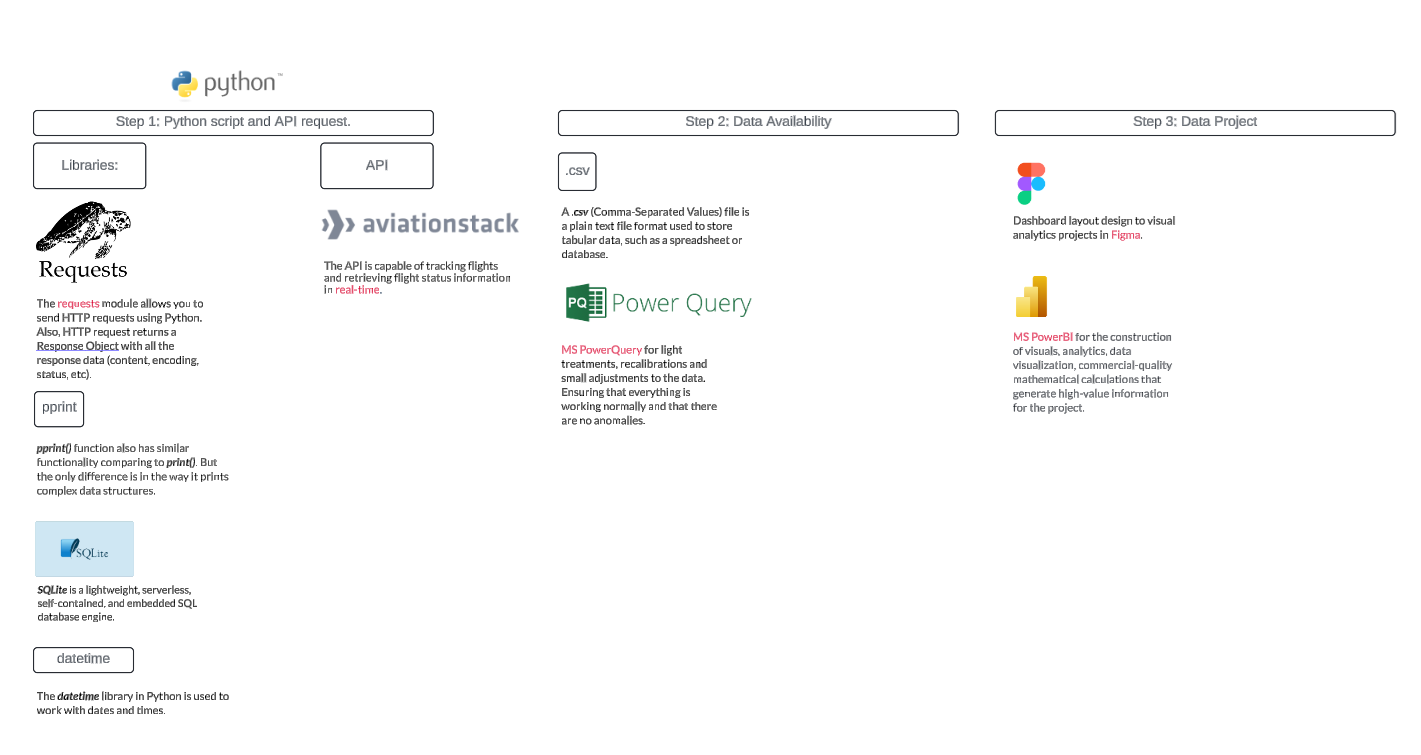 python™
Step 1: Python script and API request.
Libraries:
API
Requests
The requests module allows you to
send HTTP requests using Python.
Also, HTTP request returns a
Response Object with all the
response data (content, encoding,
status, etc).
pprint
pprint() function also has similar
functionality comparing to print(). But
the only difference is in the way it prints
complex data structures.
SQLite
SQLite is a lightweight, serverless,
self-contained, and embedded SQL
database engine.
datetime
The datetime library in Python is used to
work with dates and times.
aviationstack
The API is capable of tracking flights
and retrieving flight status information
in real-time.
Step 2: Data Availability
.csv
A .csv (Comma-Separated Values) file is
a plain text file format used to store
tabular data, such as a spreadsheet or
database.
PQ Power Query
MS PowerQuery for light
treatments, recalibrations and
small adjustments to the data.
Ensuring that everything is
working normally and that there
are no anomalies.
Step 3: Data Project
Dashboard layout design to visual
analytics projects in Figma.
MS PowerBI for the construction
of visuals, analytics, data
visualization, commercial-quality
mathematical calculations that
generate high-value information
for the project.